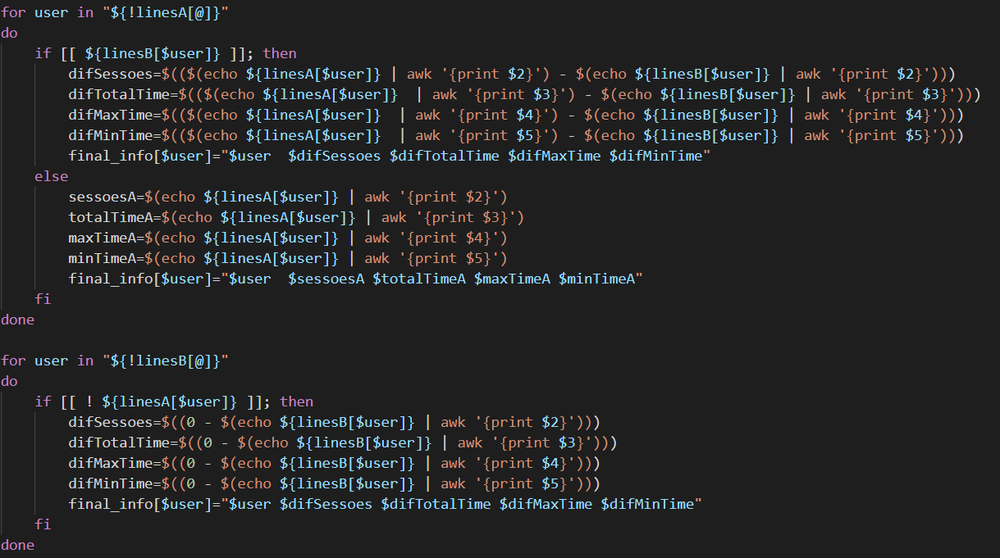 for user in "${!linesA[@]}"
do
    if [[ ${linesB[$user]} ]]; then
        difSessoes=$(($(echo ${linesA[$user]} | awk '{print $2}') - $(echo ${linesB[$user]} | awk '{print $2}')))
        difTotalTime=$(($(echo ${linesA[$user]}  | awk '{print $3}') - $(echo ${linesB[$user]} | awk '{print $3}')))
        difMaxTime=$(($(echo ${linesA[$user]}  | awk '{print $4}') - $(echo ${linesB[$user]} | awk '{print $4}')))
        difMinTime=$(($(echo ${linesA[$user]}  | awk '{print $5}') - $(echo ${linesB[$user]} | awk '{print $5}')))
        final_info[$user]="$user  $difSessoes $difTotalTime $difMaxTime $difMinTime"
    else
        sessoesA=$(echo ${linesA[$user]} | awk '{print $2}')
        totalTimeA=$(echo ${linesA[$user]} | awk '{print $3}')
        maxTimeA=$(echo ${linesA[$user]} | awk '{print $4}')
        minTimeA=$(echo ${linesA[$user]} | awk '{print $5}')
        final_info[$user]="$user  $sessoesA $totalTimeA $maxTimeA $minTimeA"
    fi
done

for user in "${!linesB[@]}"
do
    if [[ ! ${linesA[$user]} ]]; then
        difSessoes=$((0 - $(echo ${linesB[$user]} | awk '{print $2}')))
        difTotalTime=$((0 - $(echo ${linesB[$user]} | awk '{print $3}')))
        difMaxTime=$((0 - $(echo ${linesB[$user]} | awk '{print $4}')))
        difMinTime=$((0 - $(echo ${linesB[$user]} | awk '{print $5}')))
        final_info[$user]="$user $difSessoes $difTotalTime $difMaxTime $difMinTime"
    fi
done